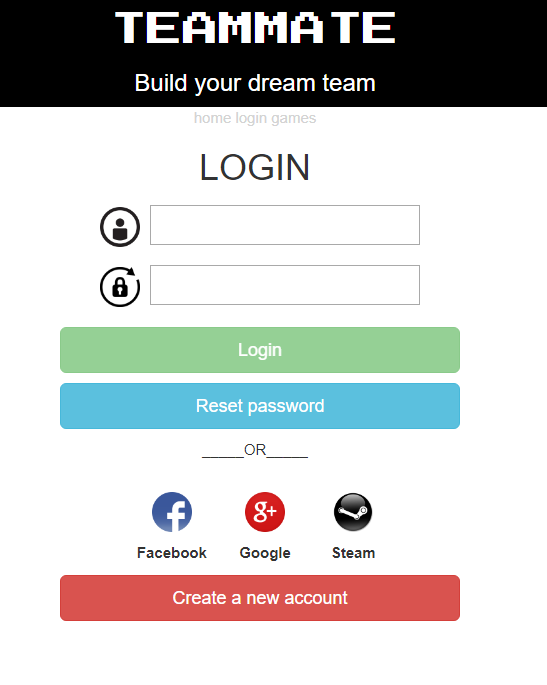 TEAMMATE
Build your dream team
home login games
LOGIN
Login
Reset password
_____OR_____
Facebook Google Steam
Create a new account